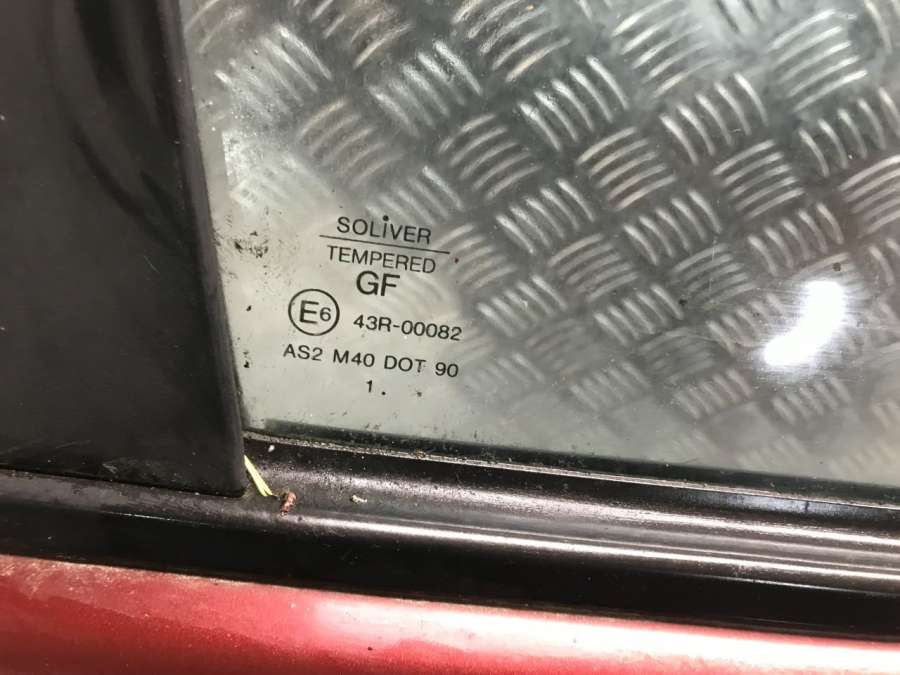 SOLiVER
TEMPERED
GF
E6 43R-00082
AS2 M40 DOT 90
1